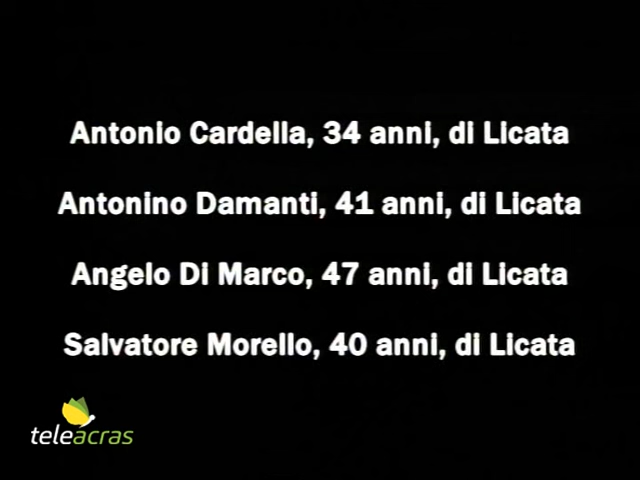 Antonio Cardella, 34 anni, di Licata
Antonino Damanti, 41 anni, di Licata
Angelo Di Marco, 47 anni, di Licata
Salvatore Morello, 40 anni, di Licata
teleacras